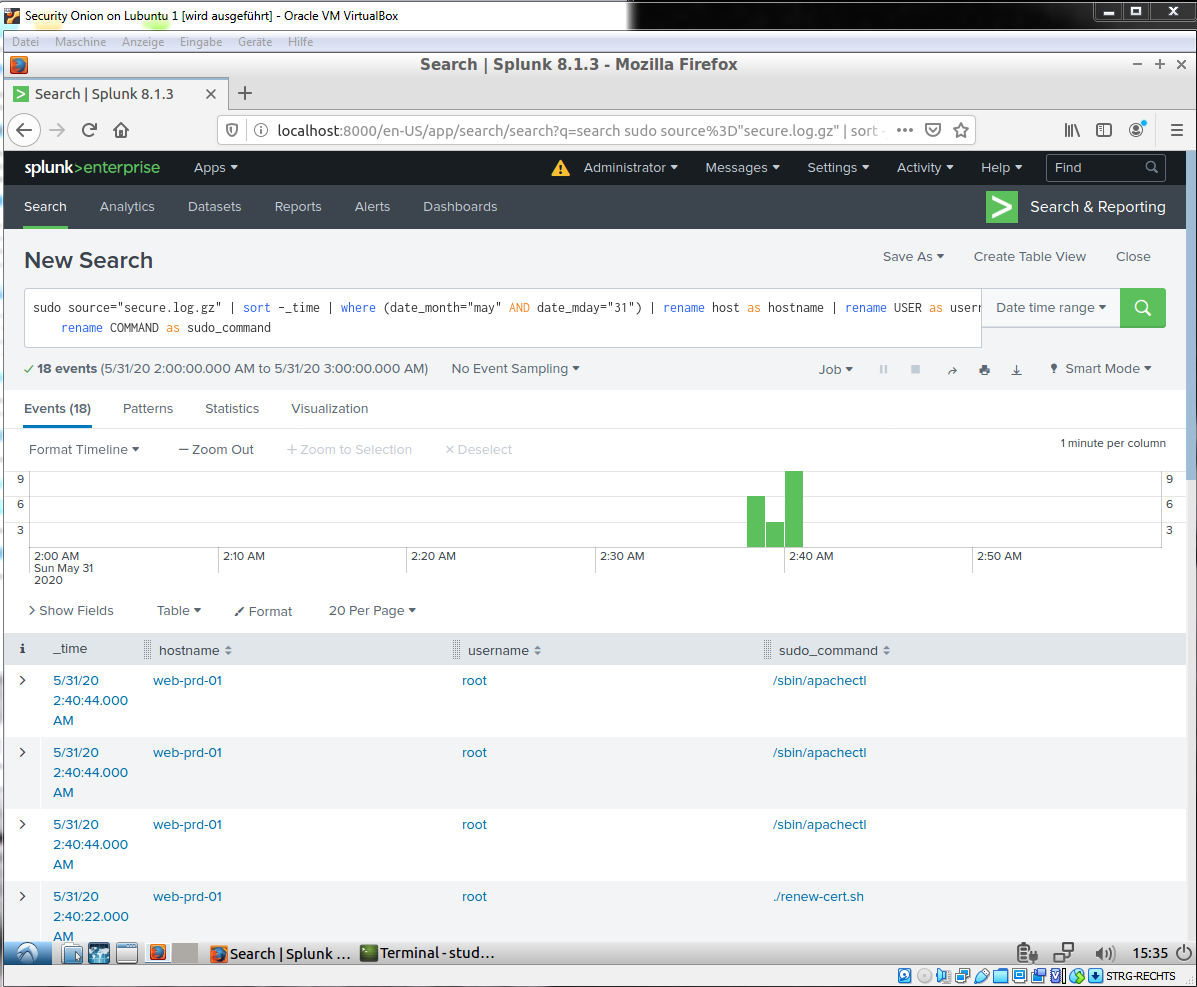 Security Onion on Lubuntu 1 [wird ausgeführt] - Oracle VM VirtualBox
Datei Maschine Anzeige Eingabe Geräte Hilfe
Search | Splunk 8.1.3 - Mozilla Firefox
Search | Splunk 8.1.3
localhost:8000/en-US/app/search/search?q=search sudo source%3D"secure.log.gz" | sort -
splunk>enterprise Apps Administrator Messages Settings Activity Help Find
Search Analytics Datasets Reports Alerts Dashboards Search & Reporting
New Search Save As Create Table View Close
sudo source="secure.log.gz" | sort -_time | where (date_month="may" AND date_mday="31") | rename host as hostname | rename USER as usern
Date time range
rename COMMAND as sudo_command
18 events (5/31/20 2:00:00.000 AM to 5/31/20 3:00:00.000 AM) No Event Sampling Job Smart Mode
Events (18) Patterns Statistics Visualization
Format Timeline − Zoom Out + Zoom to Selection × Deselect 1 minute per column
9 9
6 6
3 3
2:00 AM 2:10 AM 2:20 AM 2:30 AM 2:40 AM 2:50 AM
Sun May 31
2020
> Show Fields Table Format 20 Per Page
i _time hostname username sudo_command
> 5/31/20 web-prd-01 root /sbin/apachectl
2:40:44.000
AM
> 5/31/20 web-prd-01 root /sbin/apachectl
2:40:44.000
AM
> 5/31/20 web-prd-01 root /sbin/apachectl
2:40:44.000
AM
> 5/31/20 web-prd-01 root ./renew-cert.sh
2:40:22.000
AM
Search | Splunk ... Terminal - stud... 15:35
STRG-RECHTS